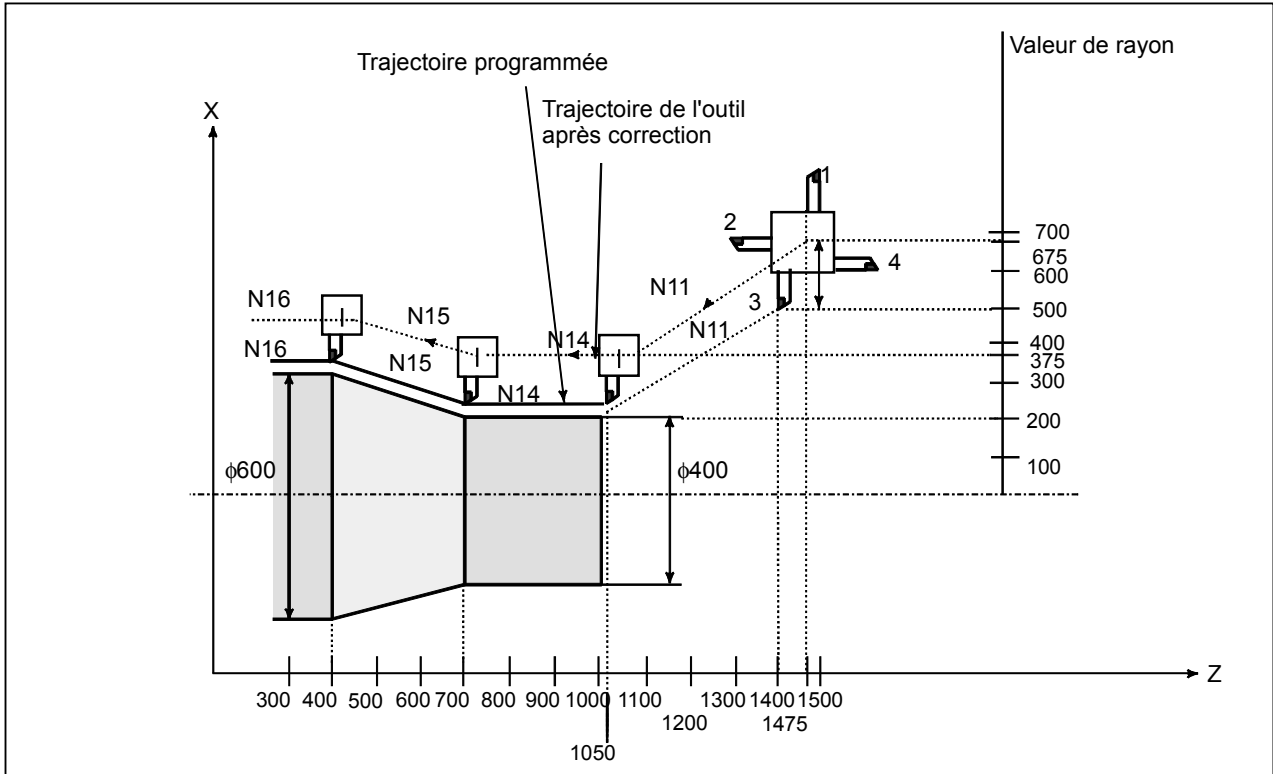 Valeur de rayon
Trajectoire programmée
Trajectoire de l'outil
après correction
X
1
2
4
3
N11
N11
N16
N15
N14
N16
N15
N14
700
675
600
500
400
375
300
200
100
φ600
φ400
Z
300 400 500 600 700 800 900 1000 1100 1300 1400 1500
1200 1475
1050